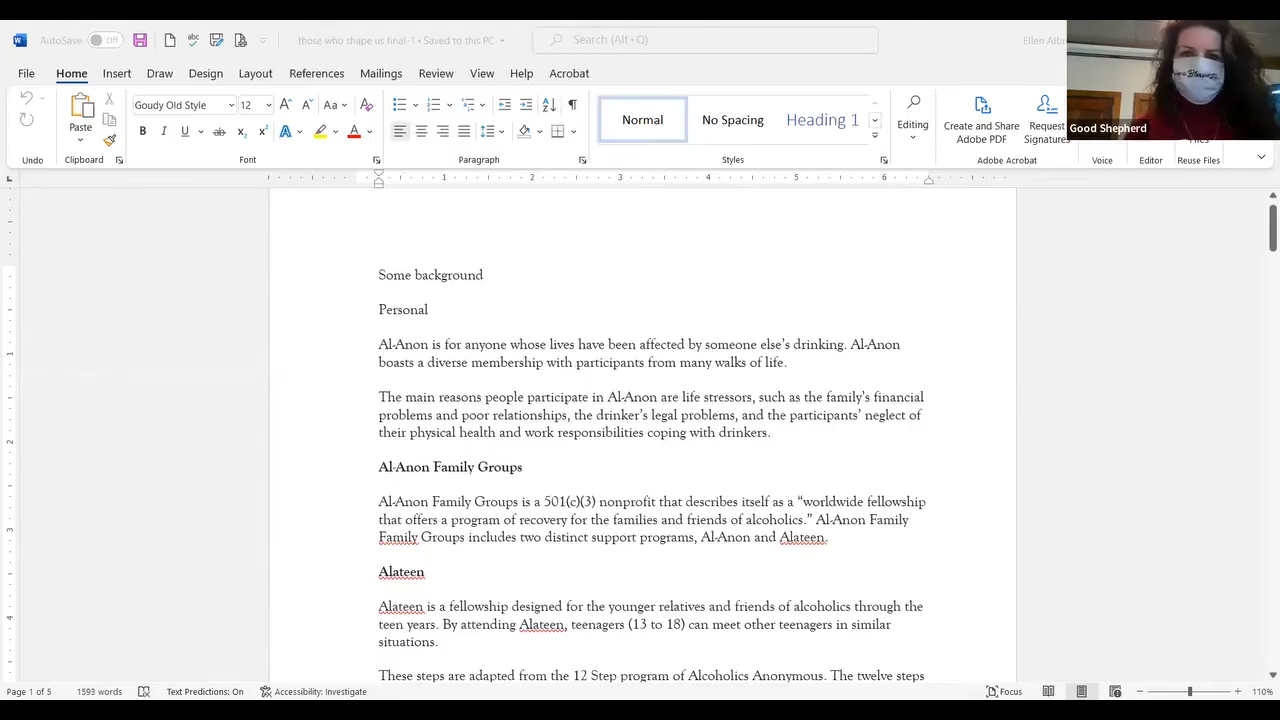 AutoSave Off those who shape us final-1 • Saved to this PC Search (Alt+Q)
File Home Insert Draw Design Layout References Mailings Review View Help Acrobat
Goudy Old Style 12
Paste
Normal No Spacing Heading 1
Editing
Create and Share Adobe PDF
Request Signatures
Good Shepherd
Undo Clipboard Font Paragraph Styles Adobe Acrobat Voice Editor Reuse Files
1 2 3 4 5 6
Some background
Personal
Al-Anon is for anyone whose lives have been affected by someone else's drinking. Al-Anon
boasts a diverse membership with participants from many walks of life.
The main reasons people participate in Al-Anon are life stressors, such as the family's financial
problems and poor relationships, the drinker's legal problems, and the participants' neglect of
their physical health and work responsibilities coping with drinkers.
Al-Anon Family Groups
Al-Anon Family Groups is a 501(c)(3) nonprofit that describes itself as a “worldwide fellowship
that offers a program of recovery for the families and friends of alcoholics.” Al-Anon Family
Family Groups includes two distinct support programs, Al-Anon and Alateen.
Alateen
Alateen is a fellowship designed for the younger relatives and friends of alcoholics through the
teen years. By attending Alateen, teenagers (13 to 18) can meet other teenagers in similar
situations.
These steps are adapted from the 12 Step program of Alcoholics Anonymous. The twelve steps
Page 1 of 5 1593 words Text Predictions: On Accessibility: Investigate Focus 110%